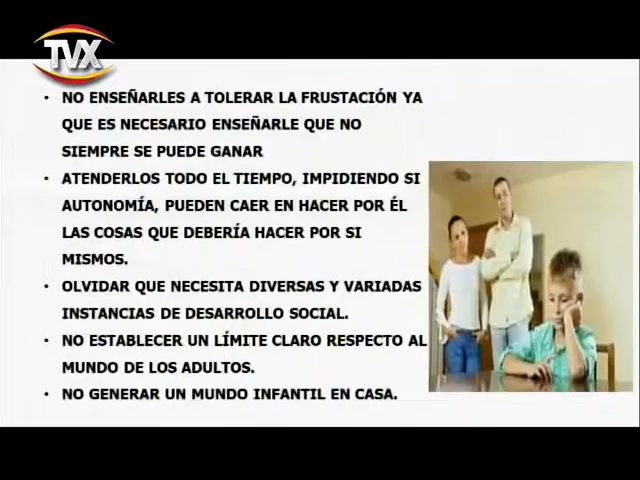 TVX
• NO ENSEÑARLES A TOLERAR LA FRUSTACIÓN YA
QUE ES NECESARIO ENSEÑARLE QUE NO
SIEMPRE SE PUEDE GANAR
• ATENDERLOS TODO EL TIEMPO, IMPIDIENDO SI
AUTONOMÍA, PUEDEN CAER EN HACER POR ÉL
LAS COSAS QUE DEBERÍA HACER POR SI
MISMOS.
• OLVIDAR QUE NECESITA DIVERSAS Y VARIADAS
INSTANCIAS DE DESARROLLO SOCIAL.
• NO ESTABLECER UN LÍMITE CLARO RESPECTO AL
MUNDO DE LOS ADULTOS.
• NO GENERAR UN MUNDO INFANTIL EN CASA.